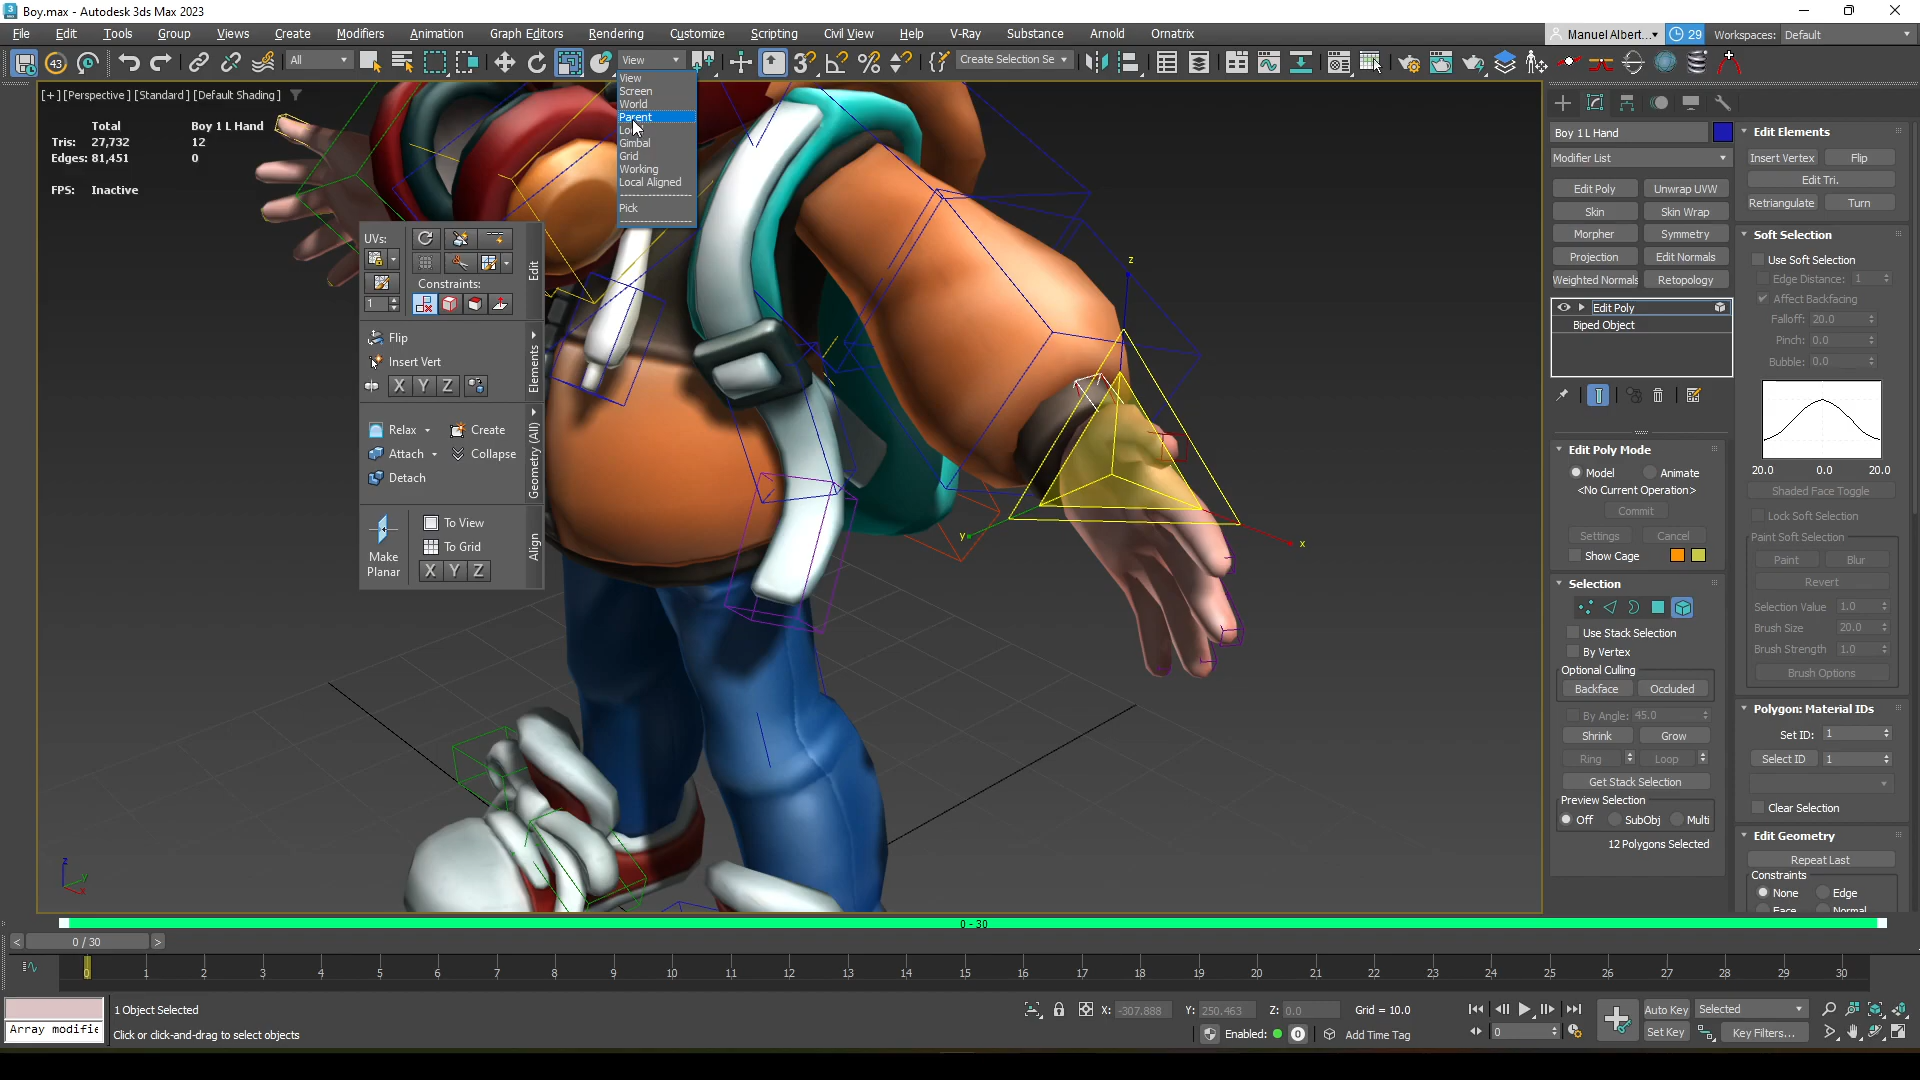 Boy.max - Autodesk 3ds Max 2023
File Edit Tools Group Views Create Modifiers Animation Graph Editors Rendering Customize Scripting Civil View Help V-Ray Substance Arnold Ornatrix
Manuel Albert... 29 Workspaces: Default
43 All View Create Selection Se
View
Screen
World
Parent
Gimbal
Grid
Working
Local Aligned
Pick
[+] [Perspective ] [Standard ] [Default Shading ]
Total Boy 1 L Hand
Tris: 27,732 12
Edges: 81,451 0
FPS: Inactive
UVs:
Constraints:
1
Edit
Flip
Insert Vert
X Y Z
Elements
Relax Create
Attach Collapse
Detach
Geometry (All)
Make Planar
To View
To Grid
X Y Z
Align
z
y
x
z
y
x
Boy 1 L Hand
Modifier List
Edit Poly Unwrap UVW
Skin Skin Wrap
Morpher Symmetry
Projection Edit Normals
Weighted Normals Retopology
Edit Poly
Biped Object
Edit Poly Mode
Model Animate
<No Current Operation>
Commit
Settings Cancel
Show Cage
Selection
Use Stack Selection
By Vertex
Optional Culling
Backface Occluded
By Angle: 45.0
Shrink Grow
Ring Loop
Get Stack Selection
Preview Selection
Off SubObj Multi
12 Polygons Selected
Edit Elements
Insert Vertex Flip
Edit Tri.
Retriangulate Turn
Soft Selection
Use Soft Selection
Edge Distance: 1
Affect Backfacing
Falloff: 20.0
Pinch: 0.0
Bubble: 0.0
20.0 0.0 20.0
Shaded Face Toggle
Lock Soft Selection
Paint Soft Selection
Paint Blur
Revert
Selection Value 1.0
Brush Size 20.0
Brush Strength 1.0
Brush Options
Polygon: Material IDs
Set ID: 1
Select ID 1
Clear Selection
Edit Geometry
Repeat Last
Constraints
None Edge
Face Normal
0 - 30
< 0 / 30 >
0 1 2 3 4 5 6 7 8 9 10 11 12 13 14 15 16 17 18 19 20 21 22 23 24 25 26 27 28 29 30
1 Object Selected
Array modifie Click or click-and-drag to select objects
X: -307.888 Y: 250.463 Z: 0.0 Grid = 10.0
Enabled: 0 Add Time Tag
0
Auto Key Selected
Set Key Key Filters...